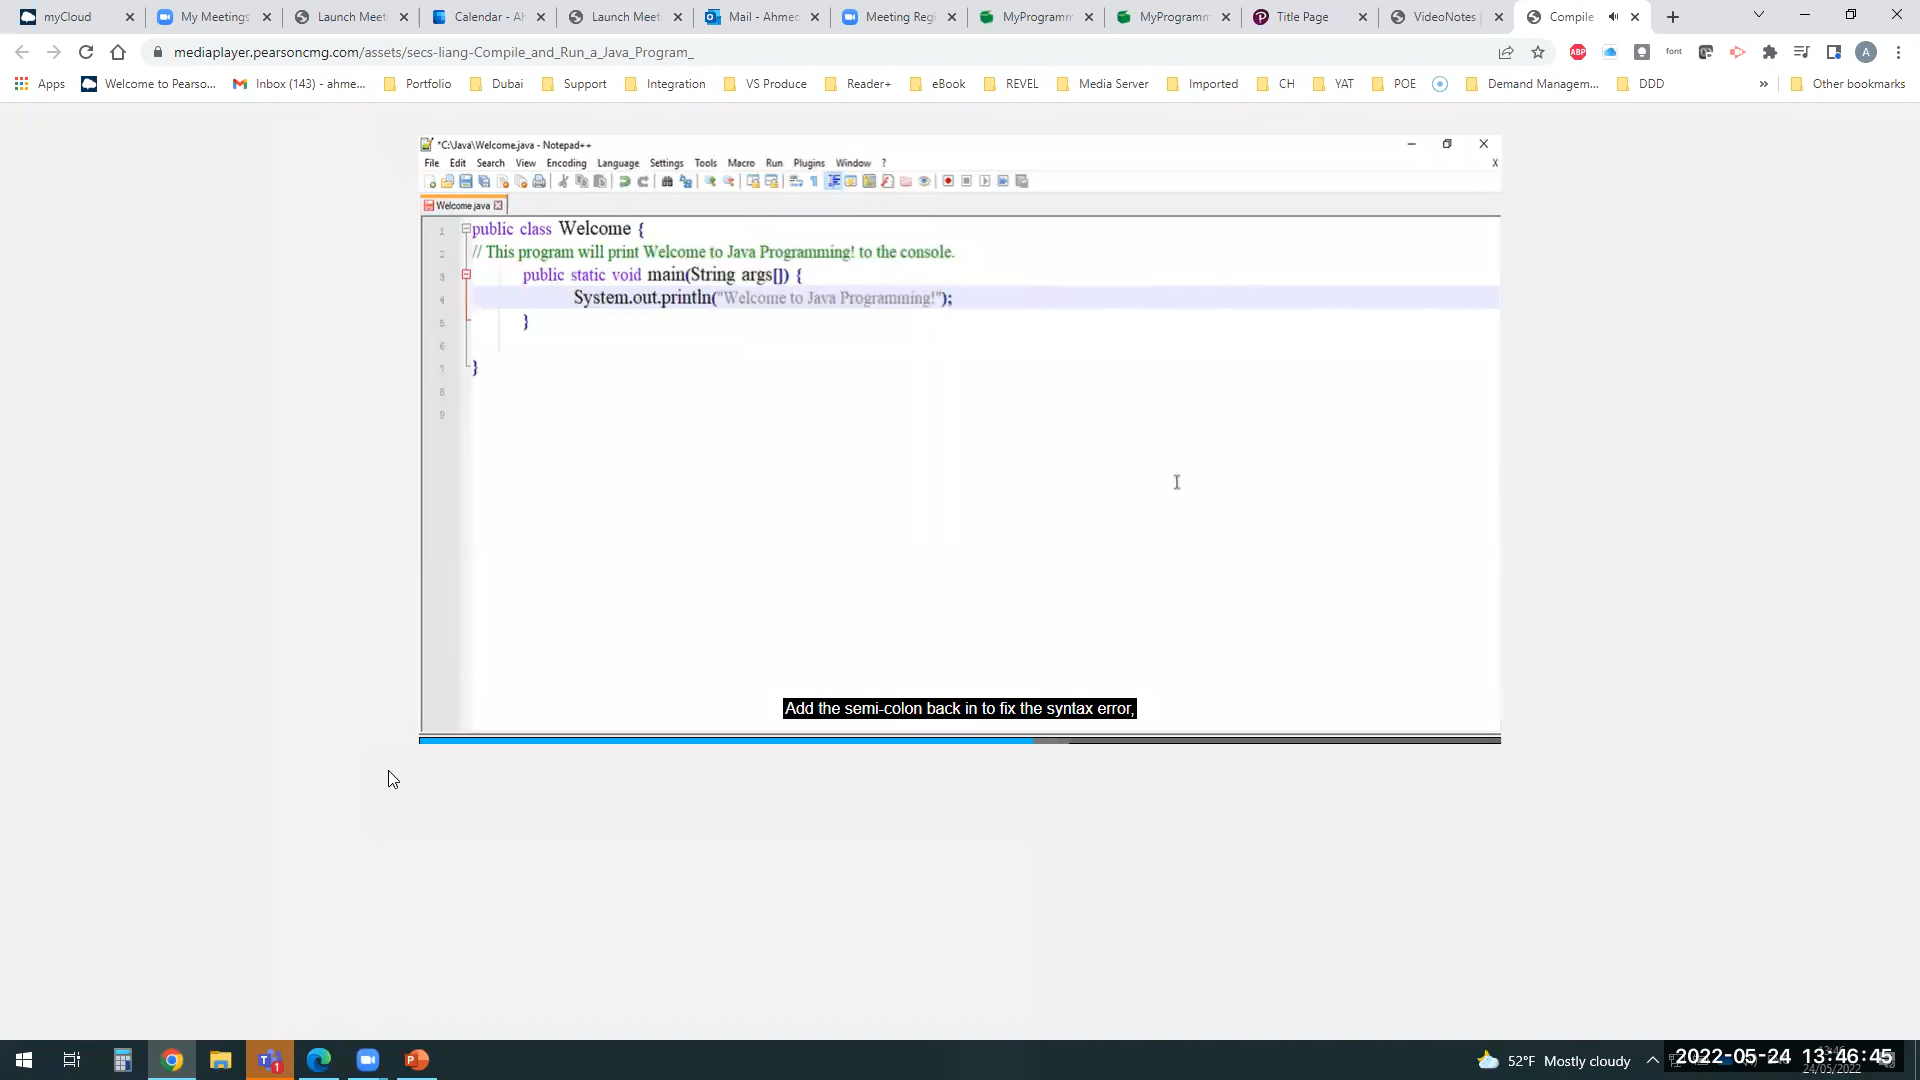 myCloud
My Meetings
Launch Meet
Calendar - Ah
Launch Meet
Mail - Ahmed
Meeting Regi
MyProgramm
MyProgramm
Title Page
VideoNotes
Compile
mediaplayer.pearsoncmg.com/assets/secs-liang-Compile_and_Run_a_Java_Program_
ABP
font
A
Apps
Welcome to Pearso...
Inbox (143) - ahme...
Portfolio
Dubai
Support
Integration
VS Produce
Reader+
eBook
REVEL
Media Server
Imported
CH
YAT
POE
Demand Managem...
DDD
»
Other bookmarks
*C:\Java\Welcome.java - Notepad++
File Edit Search View Encoding Language Settings Tools Macro Run Plugins Window ?
X
Welcome.java
1 public class Welcome {
2 // This program will print Welcome to Java Programming! to the console.
3 public static void main(String args[]) {
4 System.out.println("Welcome to Java Programming!");
5 }
6
7 }
8
9
Add the semi-colon back in to fix the syntax error,
52°F Mostly cloudy
2022-05-24 13:46:45
24/05/2022